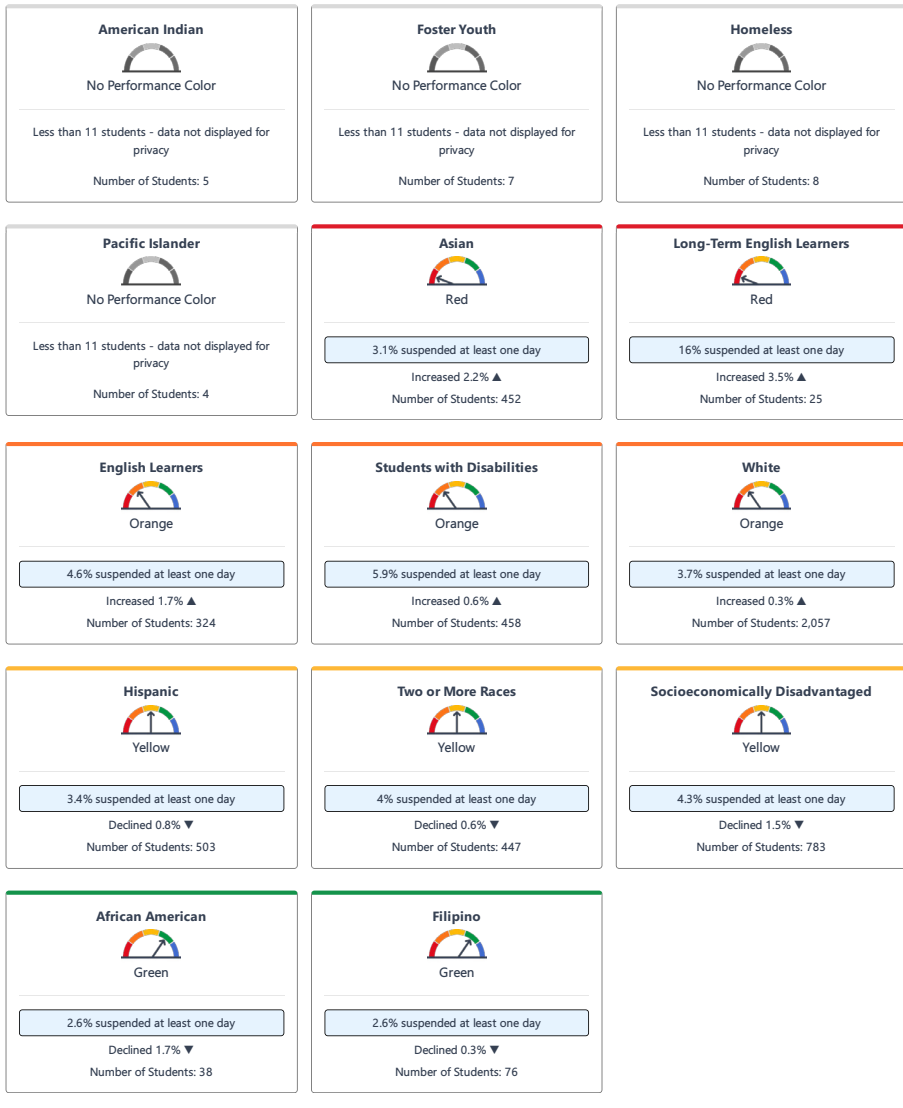 American Indian
No Performance Color
Less than 11 students - data not displayed for
privacy
Number of Students: 5
Foster Youth
No Performance Color
Less than 11 students - data not displayed for
privacy
Number of Students: 7
Homeless
No Performance Color
Less than 11 students - data not displayed for
privacy
Number of Students: 8
Pacific Islander
No Performance Color
Less than 11 students - data not displayed for
privacy
Number of Students: 4
Asian
Red
3.1% suspended at least one day
Increased 2.2% ▲
Number of Students: 452
Long-Term English Learners
Red
16% suspended at least one day
Increased 3.5% ▲
Number of Students: 25
English Learners
Orange
4.6% suspended at least one day
Increased 1.7% ▲
Number of Students: 324
Students with Disabilities
Orange
5.9% suspended at least one day
Increased 0.6% ▲
Number of Students: 458
White
Orange
3.7% suspended at least one day
Increased 0.3% ▲
Number of Students: 2,057
Hispanic
Yellow
3.4% suspended at least one day
Declined 0.8% ▼
Number of Students: 503
Two or More Races
Yellow
4% suspended at least one day
Declined 0.6% ▼
Number of Students: 447
Socioeconomically Disadvantaged
Yellow
4.3% suspended at least one day
Declined 1.5% ▼
Number of Students: 783
African American
Green
2.6% suspended at least one day
Declined 1.7% ▼
Number of Students: 38
Filipino
Green
2.6% suspended at least one day
Declined 0.3% ▼
Number of Students: 76